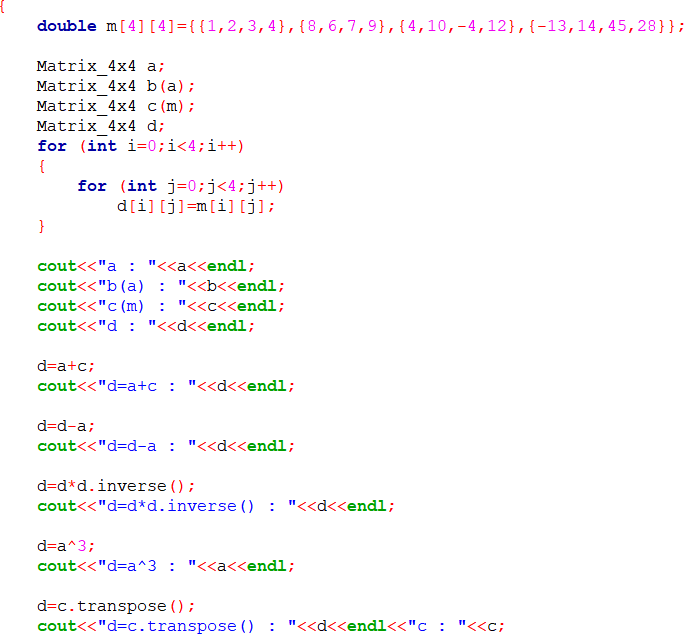 {
double m[4][4]={{1,2,3,4},{8,6,7,9},{4,10,-4,12},{-13,14,45,28}};
Matrix_4x4 a;
Matrix_4x4 b(a);
Matrix_4x4 c(m);
Matrix_4x4 d;
for (int i=0;i<4;i++)
{
for (int j=0;j<4;j++)
d[i][j]=m[i][j];
}
cout<<"a : "<<a<<endl;
cout<<"b(a) : "<<b<<endl;
cout<<"c(m) : "<<c<<endl;
cout<<"d : "<<d<<endl;
d=a+c;
cout<<"d=a+c : "<<d<<endl;
d=d-a;
cout<<"d=d-a : "<<d<<endl;
d=d*d.inverse();
cout<<"d=d*d.inverse() : "<<d<<endl;
d=a^3;
cout<<"d=a^3 : "<<a<<endl;
d=c.transpose();
cout<<"d=c.transpose() : "<<d<<endl<<"c : "<<c;